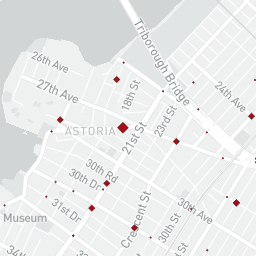 Triborough Bridge
26th Ave
27th Ave
18th St
24th Ave
ASTORIA
21st St
23rd St
30th Rd
30th Dr
31st Dr
Crescent St
30th St
30th Ave
Museum
34th